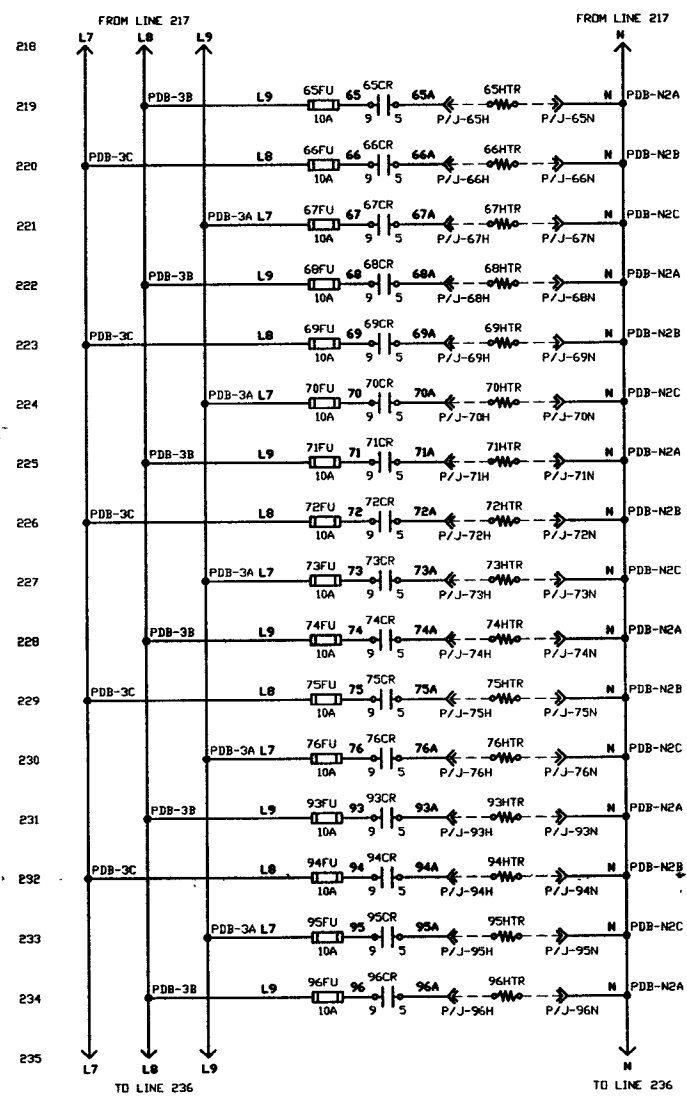 FROM LINE 217 FROM LINE 217
218 L7 L8 L9 N
219 PDB-3B L9 65FU 10A 65 65CR 9 5 65A P/J-65H 65HTR P/J-65N N PDB-N2A
220 PDB-3C L8 66FU 10A 66 66CR 9 5 66A P/J-66H 66HTR P/J-66N N PDB-N2B
221 PDB-3A L7 67FU 10A 67 67CR 9 5 67A P/J-67H 67HTR P/J-67N N PDB-N2C
222 PDB-3B L9 68FU 10A 68 68CR 9 5 68A P/J-68H 68HTR P/J-68N N PDB-N2A
223 PDB-3C L8 69FU 10A 69 69CR 9 5 69A P/J-69H 69HTR P/J-69N N PDB-N2B
224 PDB-3A L7 70FU 10A 70 70CR 9 5 70A P/J-70H 70HTR P/J-70N N PDB-N2C
225 PDB-3B L9 71FU 10A 71 71CR 9 5 71A P/J-71H 71HTR P/J-71N N PDB-N2A
226 PDB-3C L8 72FU 10A 72 72CR 9 5 72A P/J-72H 72HTR P/J-72N N PDB-N2B
227 PDB-3A L7 73FU 10A 73 73CR 9 5 73A P/J-73H 73HTR P/J-73N N PDB-N2C
228 PDB-3B L9 74FU 10A 74 74CR 9 5 74A P/J-74H 74HTR P/J-74N N PDB-N2A
229 PDB-3C L8 75FU 10A 75 75CR 9 5 75A P/J-75H 75HTR P/J-75N N PDB-N2B
230 PDB-3A L7 76FU 10A 76 76CR 9 5 76A P/J-76H 76HTR P/J-76N N PDB-N2C
231 PDB-3B L9 93FU 10A 93 93CR 9 5 93A P/J-93H 93HTR P/J-93N N PDB-N2A
232 PDB-3C L8 94FU 10A 94 94CR 9 5 94A P/J-94H 94HTR P/J-94N N PDB-N2B
233 PDB-3A L7 95FU 10A 95 95CR 9 5 95A P/J-95H 95HTR P/J-95N N PDB-N2C
234 PDB-3B L9 96FU 10A 96 96CR 9 5 96A P/J-96H 96HTR P/J-96N N PDB-N2A
235 L7 L8 L9 N
TO LINE 236 TO LINE 236